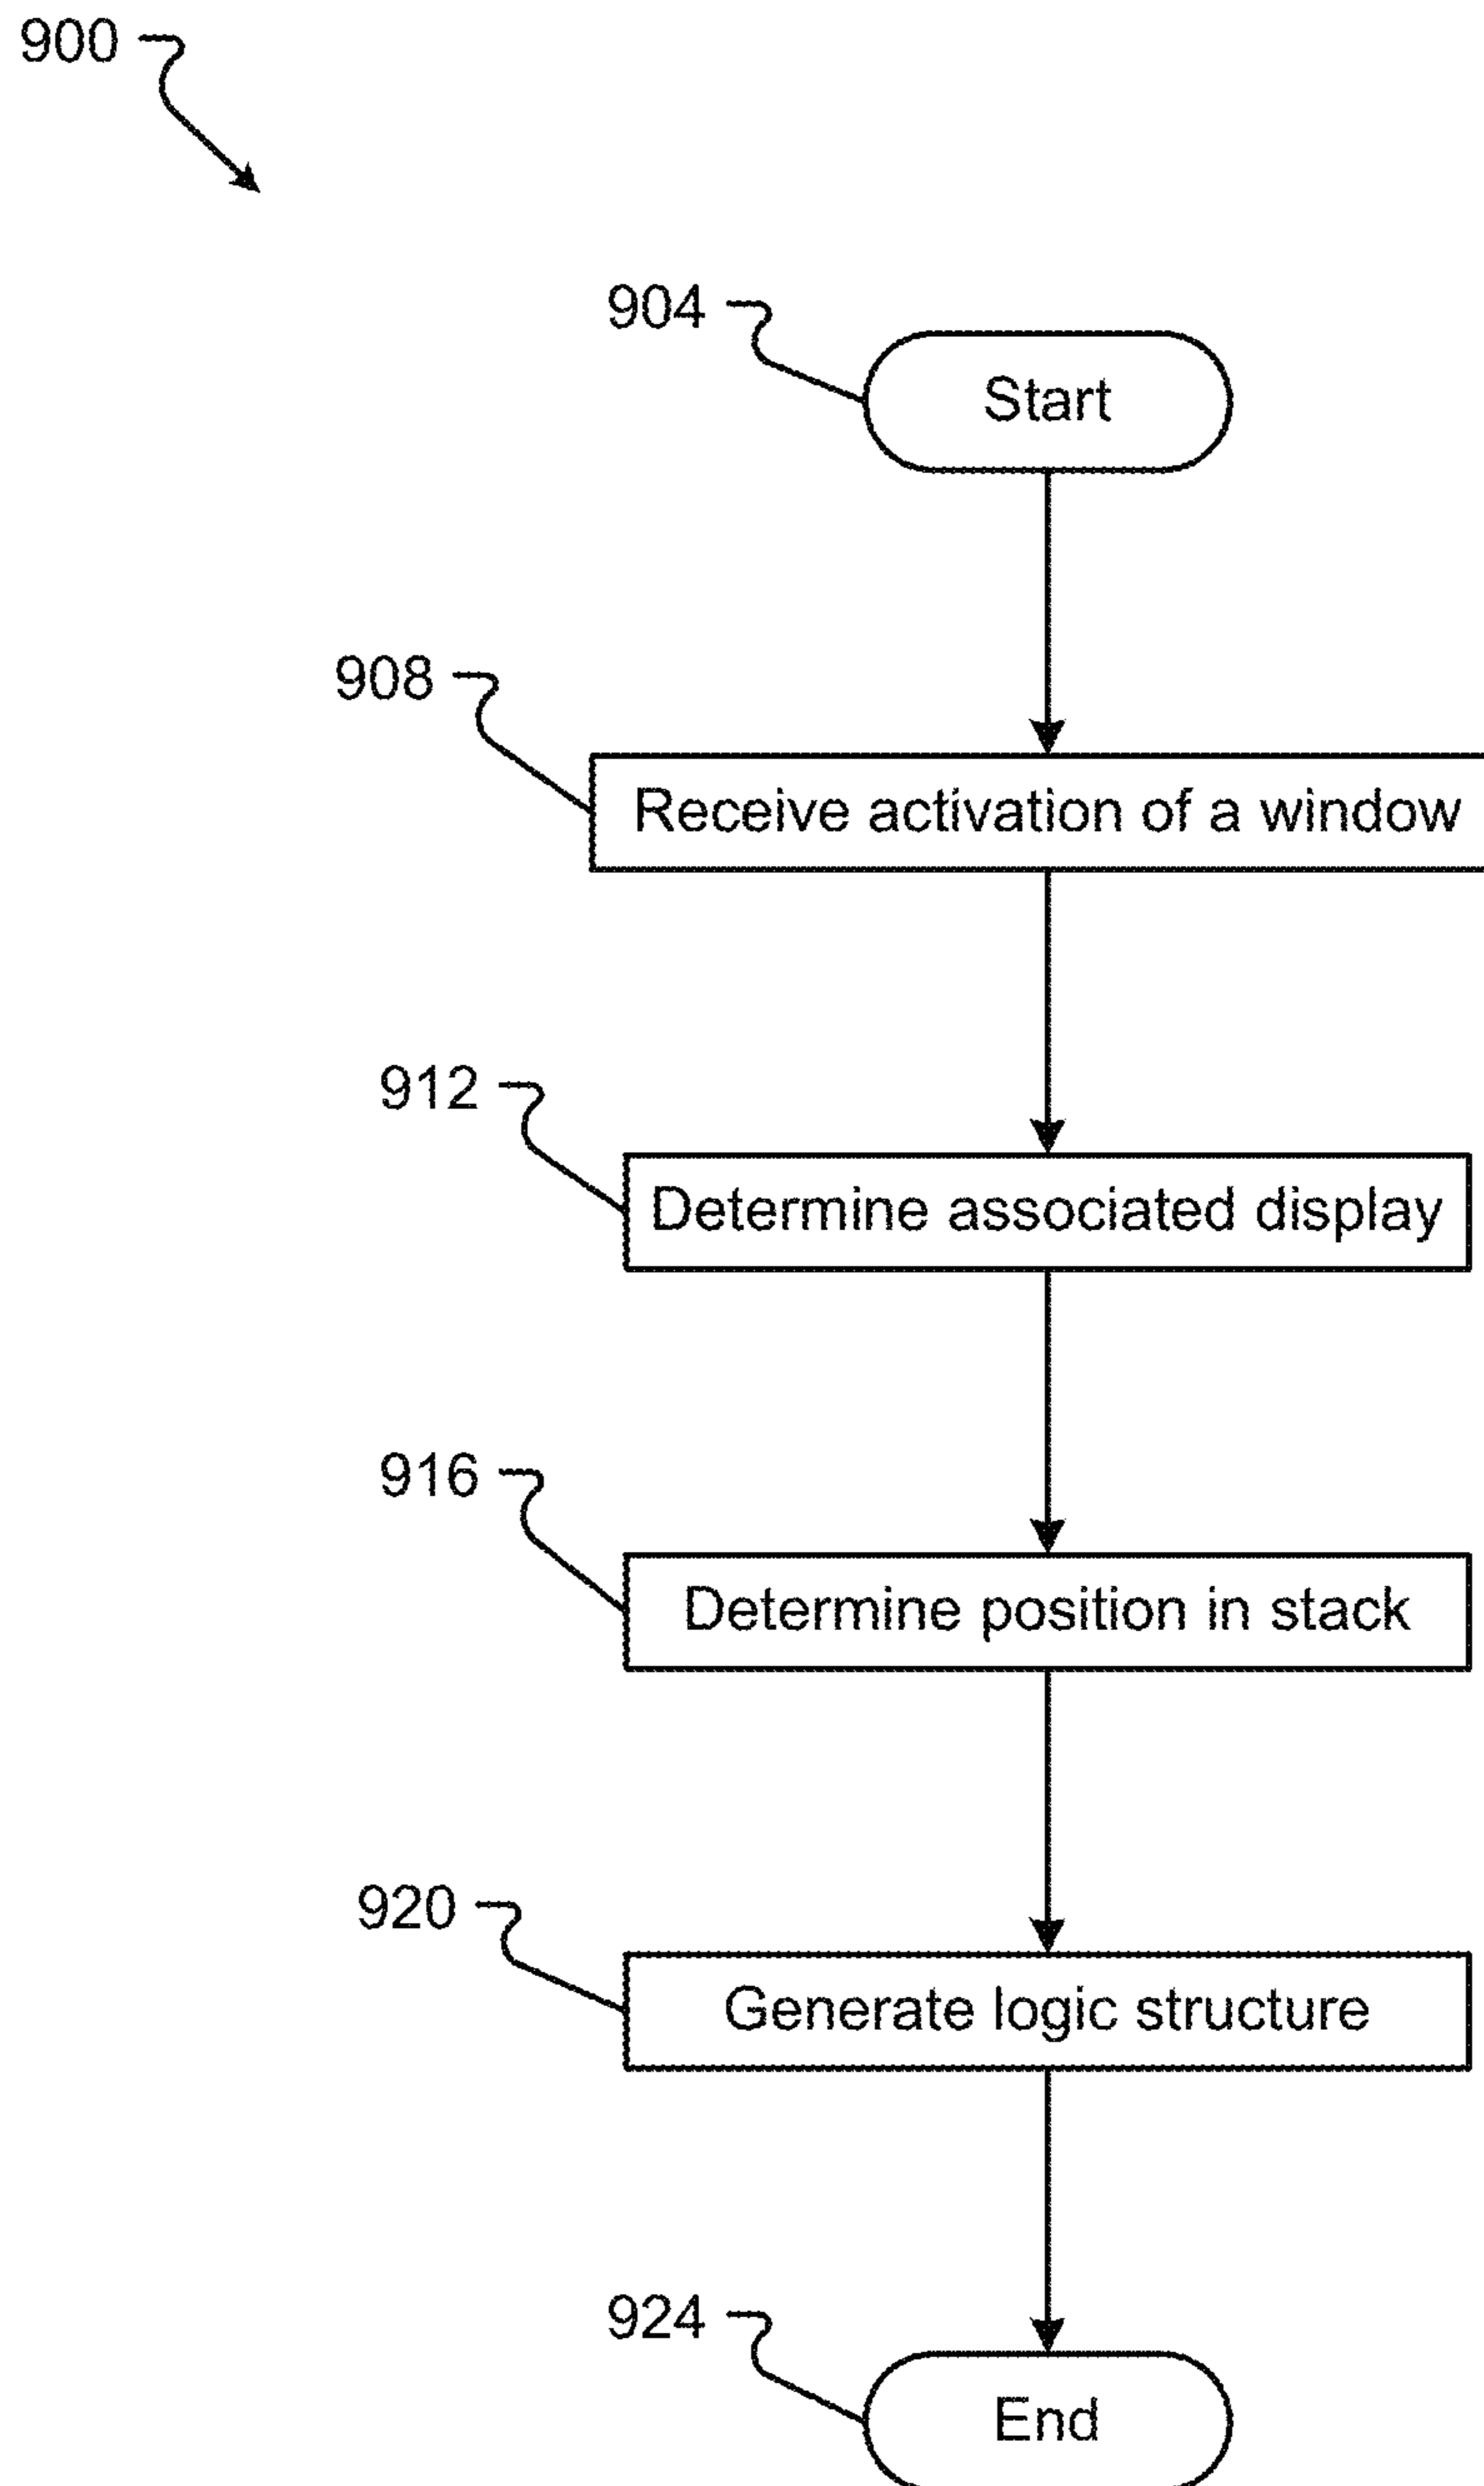 900
904
Start
908
Receive activation of a window
912
Determine associated display
916
Determine position in stack
920
Generate logic structure
924
End